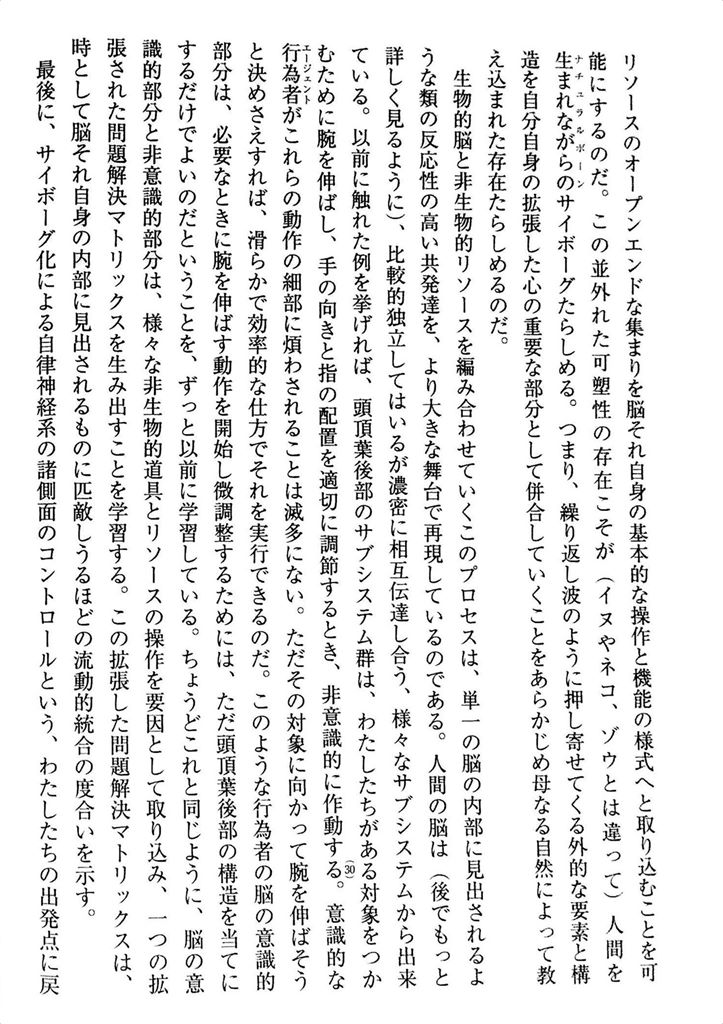 リソースのオープンエンドな集まりを脳それ自身の基本的な操作と機能の様式へと取り込むことを可
能にするのだ。この並外れた可塑性の存在こそが（イヌやネコ、ゾウとは違って）人間を
生まれながらのサイボーグたらしめる。つまり、繰り返し波のように押し寄せてくる外的な要素と構
ナチュラルボーン
造を自分自身の拡張した心の重要な部分として併合していくことをあらかじめ母なる自然によって教
え込まれた存在たらしめるのだ。
生物的脳と非生物的リソースを編み合わせていくこのプロセスは、単一の脳の内部に見出されるよ
うな類の反応性の高い共発達を、より大きな舞台で再現しているのである。人間の脳は（後でもっと
詳しく見るように）、比較的独立してはいるが濃密に相互伝達し合う、様々なサブシステムから出来
ている。以前に触れた例を挙げれば、頭頂葉後部のサブシステム群は、わたしたちがある対象をつか
むために腕を伸ばし、手の向きと指の配置を適切に調節するとき、非意識的に作動する。(30)意識的な
行為者がこれらの動作の細部に煩わされることは滅多にない。ただその対象に向かって腕を伸ばそう
エージェント
と決めさえすれば、滑らかで効率的な仕方でそれを実行できるのだ。このような行為者の脳の意識的
部分は、必要なときに腕を伸ばす動作を開始し微調整するためには、ただ頭頂葉後部の構造を当てに
するだけでよいのだということを、ずっと以前に学習している。ちょうどこれと同じように、脳の意
識的部分と非意識的部分は、様々な非生物的道具とリソースの操作を要因として取り込み、一つの拡
張された問題解決マトリックスを生み出すことを学習する。この拡張した問題解決マトリックスは、
時として脳それ自身の内部に見出されるものに匹敵しうるほどの流動的統合の度合いを示す。
最後に、サイボーグ化による自律神経系の諸側面のコントロールという、わたしたちの出発点に戻